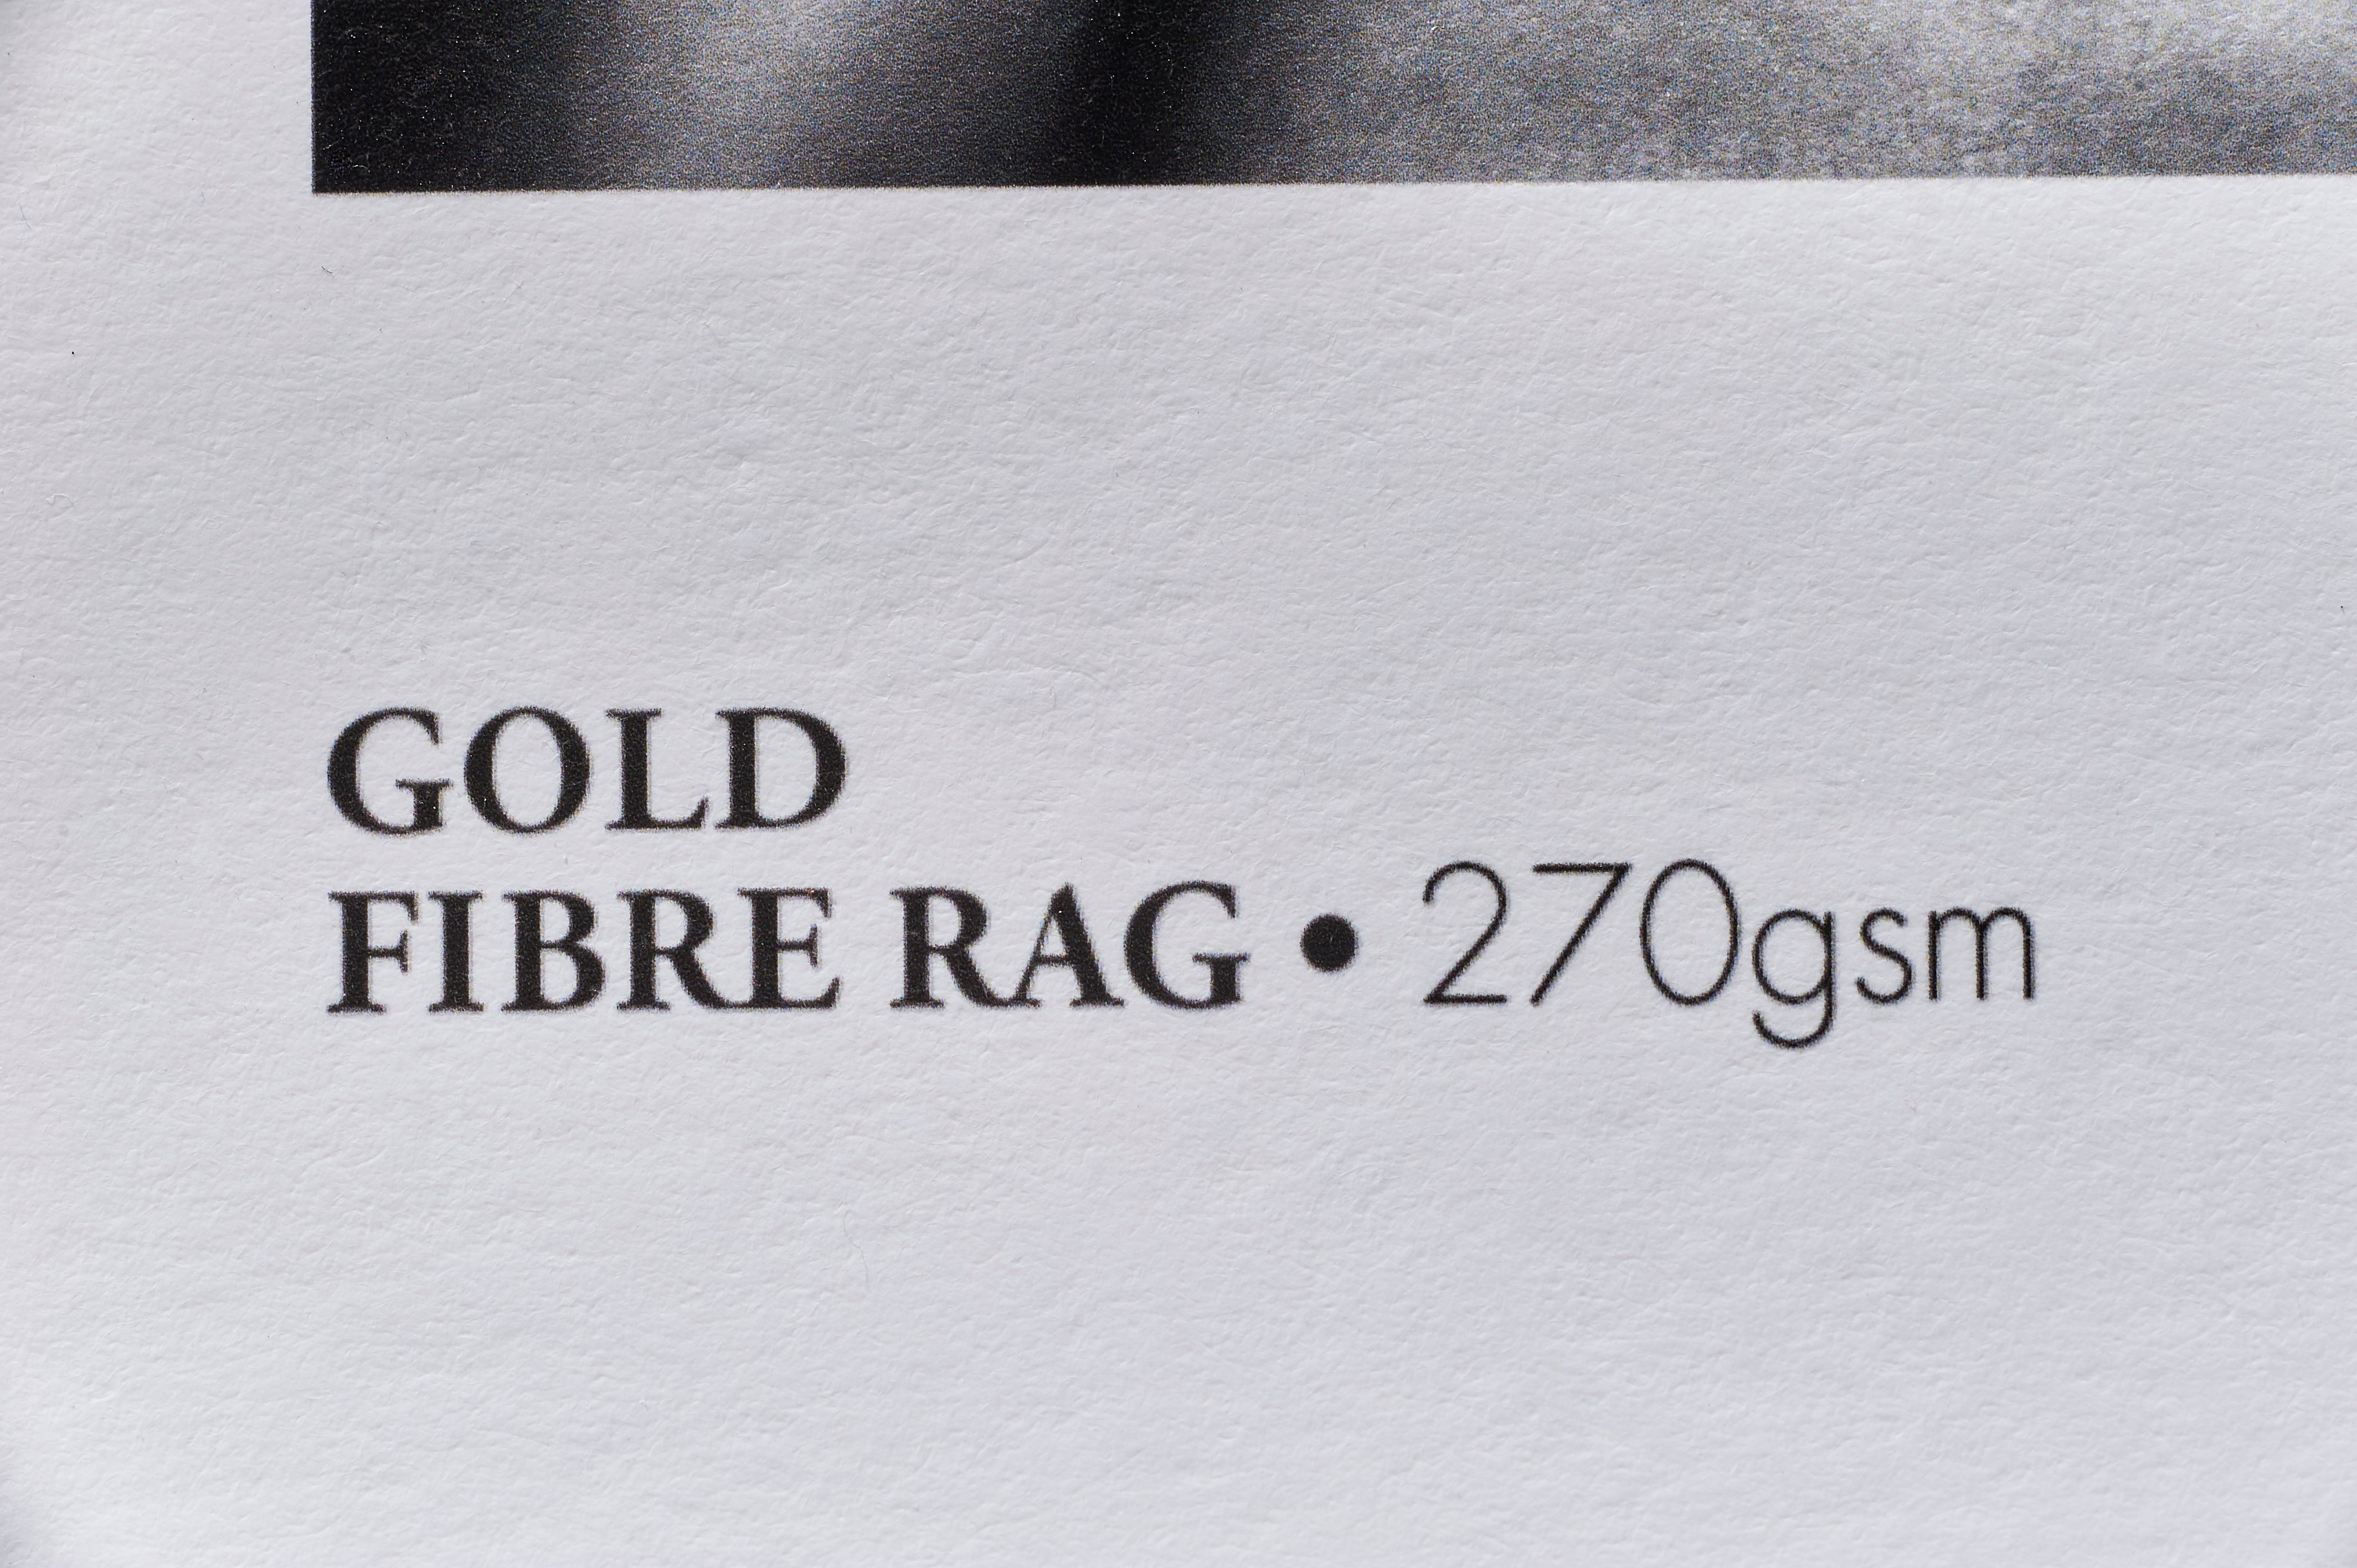 GOLD
FIBRE RAG • 270gsm